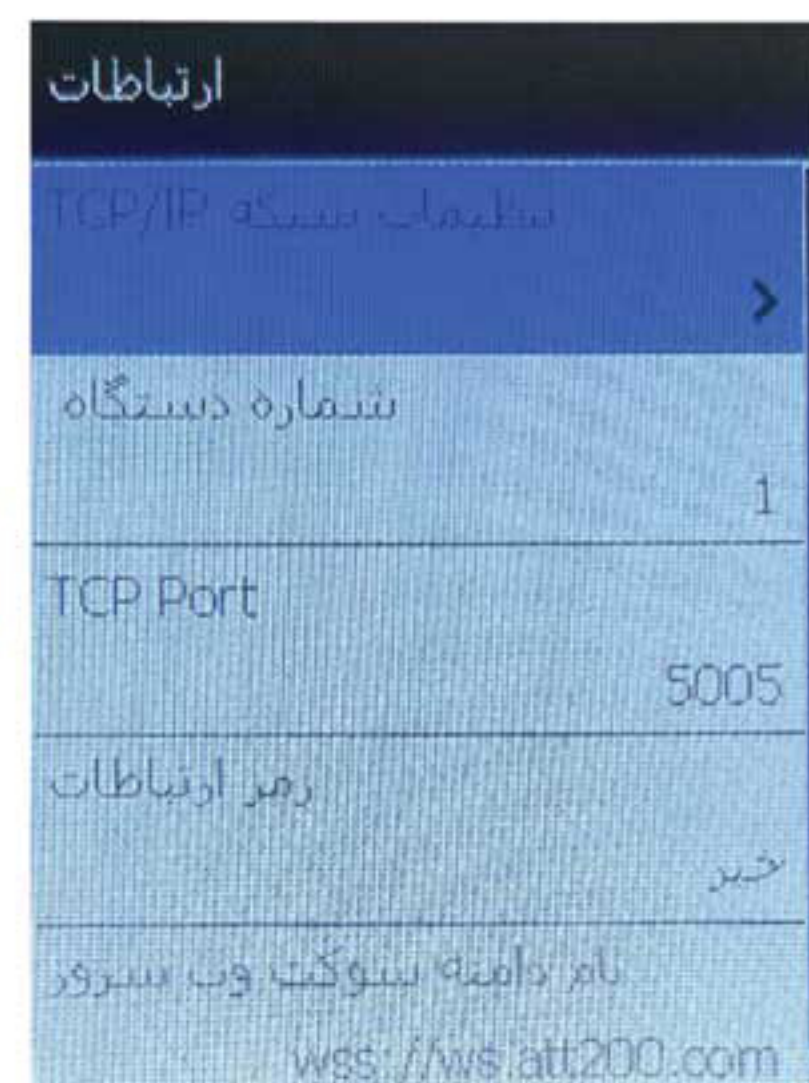 ارتباطات
تنظیمات شبکه TCP/IP
>
شماره دستگاه
1
TCP Port
5005
رمز ارتباطات
خیر
نام دامنه سوکت وب سرور
wss://ws.att200.com